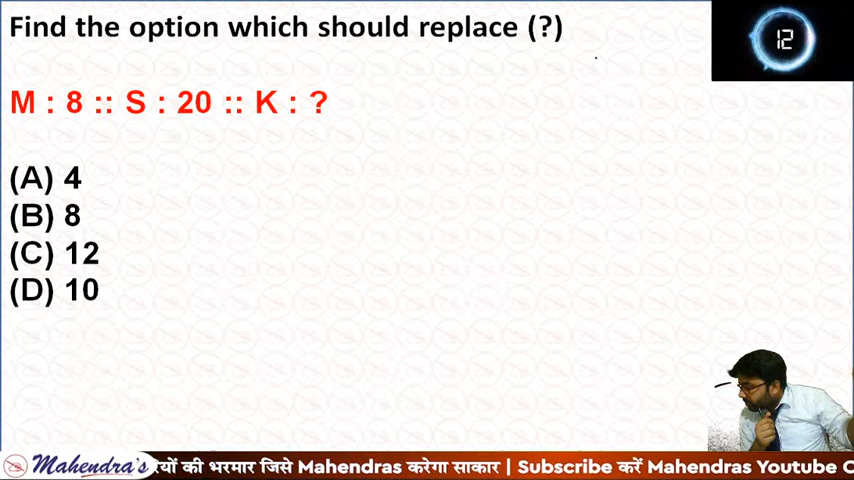 Find the option which should replace (?)
12
M : 8 :: S : 20 :: K : ?
(A) 4
(B) 8
(C) 12
(D) 10
Mahendra's
रियों की भरमार जिसे Mahendras करेगा साकार | Subscribe करें Mahendras Youtube C